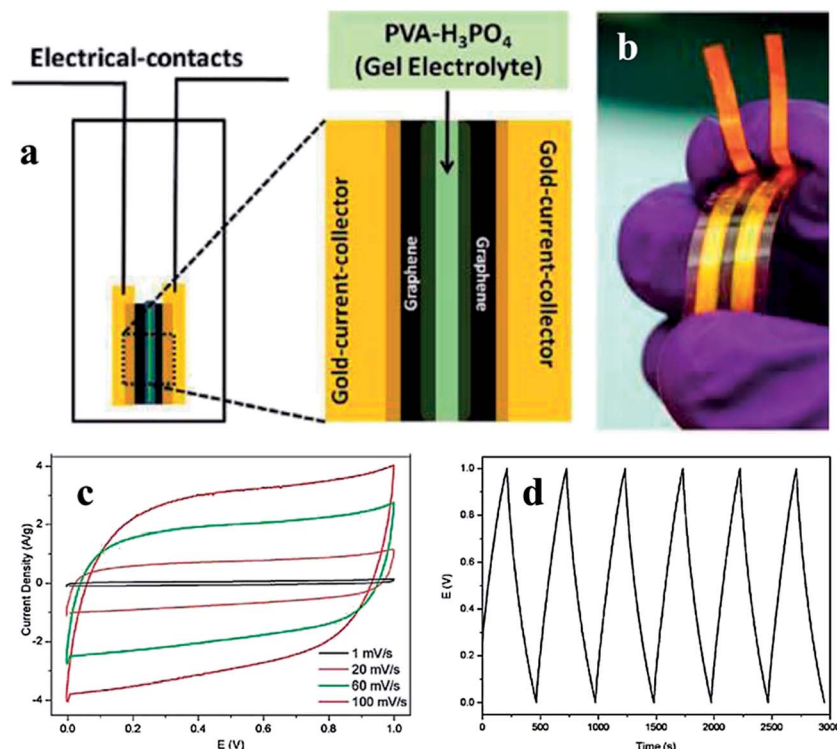 Electrical-contacts
PVA-H₃PO₄
(Gel Electrolyte)
a
Gold-current-collector
Graphene
Graphene
Gold-current-collector
b
c
Current Density (A/g)
4
2
0
-2
-4
0.0 0.2 0.4 0.6 0.8 1.0
E (V)
1 mV/s
20 mV/s
60 mV/s
100 mV/s
d
E (V)
1.0
0.8
0.6
0.4
0.2
0.0
0 500 1000 1500 2000 2500 3000
Time (s)